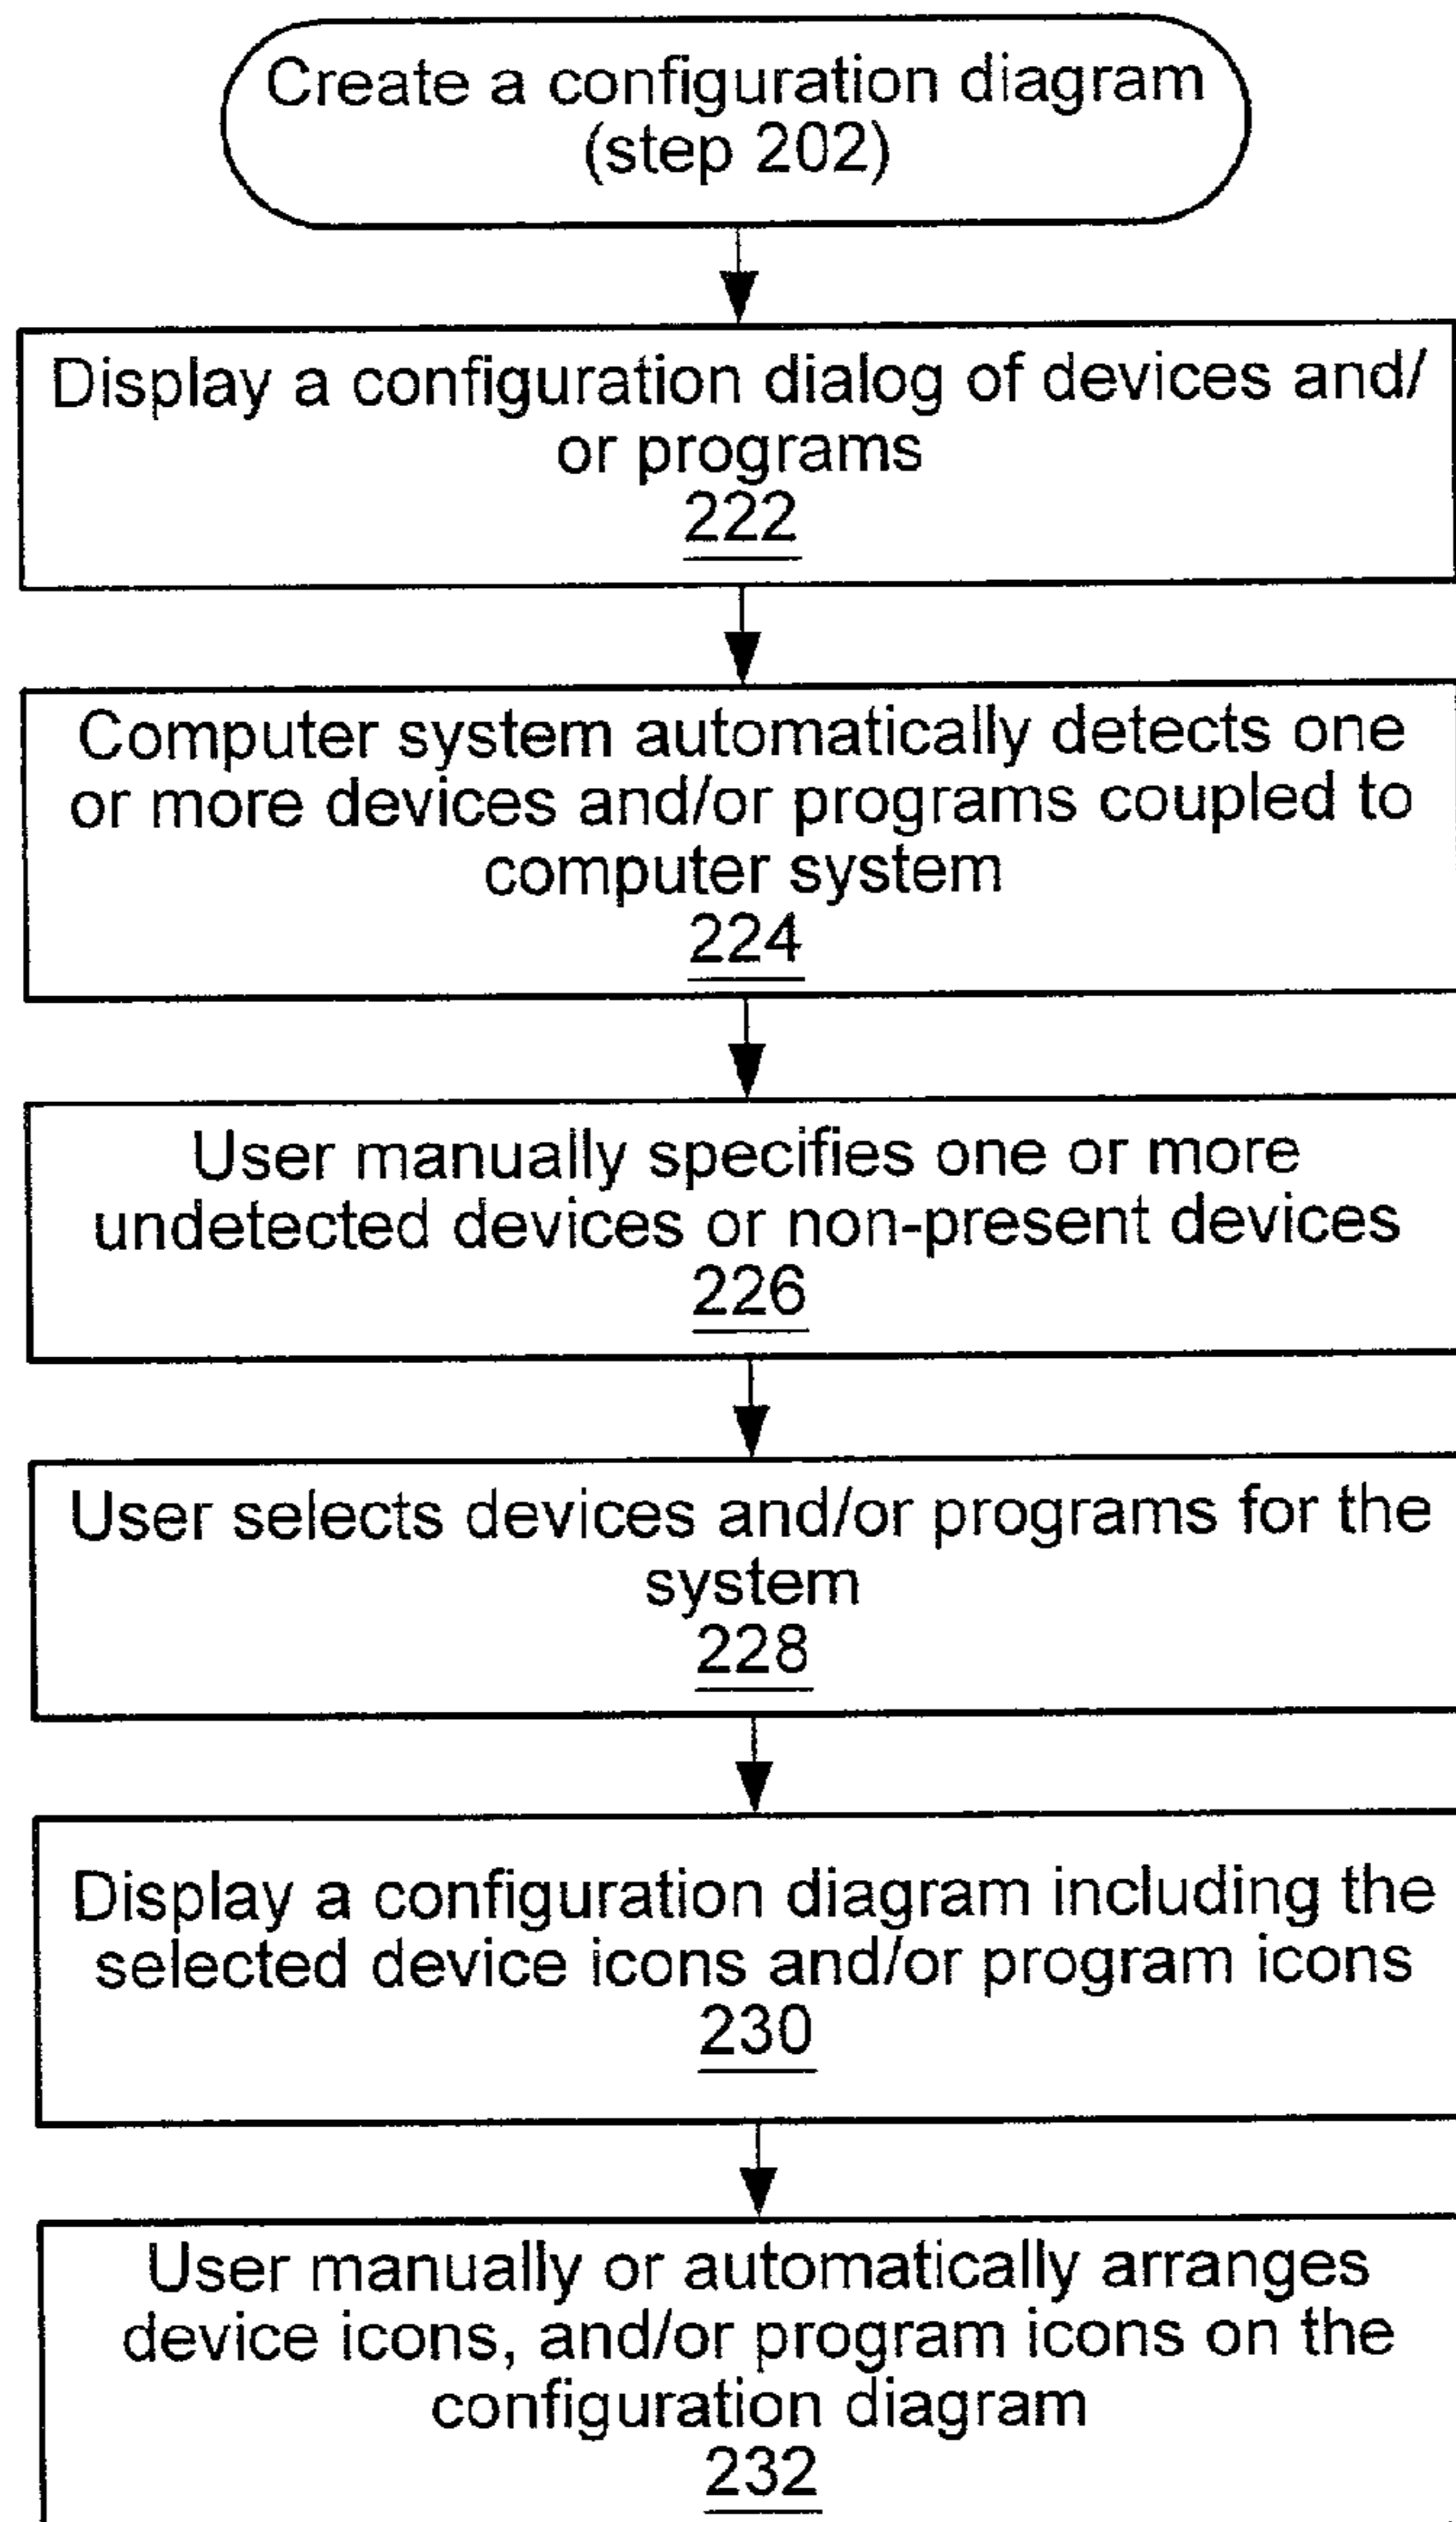 Create a configuration diagram
(step 202)
Display a configuration dialog of devices and/
or programs
222
Computer system automatically detects one
or more devices and/or programs coupled to
computer system
224
User manually specifies one or more
undetected devices or non-present devices
226
User selects devices and/or programs for the
system
228
Display a configuration diagram including the
selected device icons and/or program icons
230
User manually or automatically arranges
device icons, and/or program icons on the
configuration diagram
232